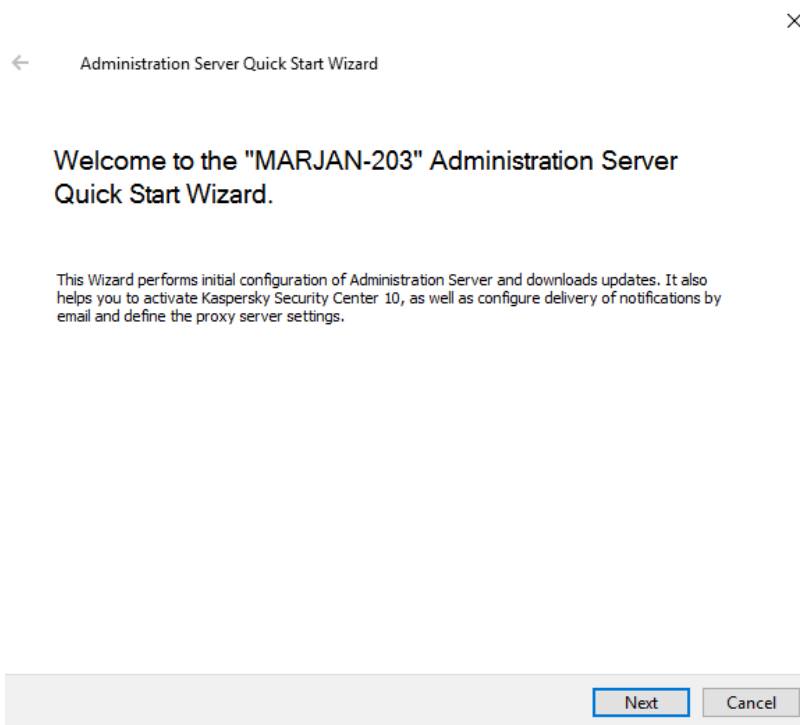 Administration Server Quick Start Wizard
Welcome to the "MARJAN-203" Administration Server
Quick Start Wizard.
This Wizard performs initial configuration of Administration Server and downloads updates. It also
helps you to activate Kaspersky Security Center 10, as well as configure delivery of notifications by
email and define the proxy server settings.
Next Cancel